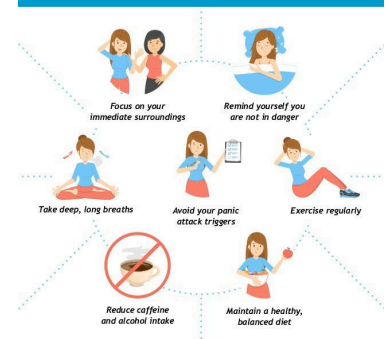 Focus on your
immediate surroundings
Remind yourself you
are not in danger
Take deep, long breaths
Avoid your panic
attack triggers
Exercise regularly
Reduce caffeine
and alcohol intake
Maintain a healthy,
balanced diet